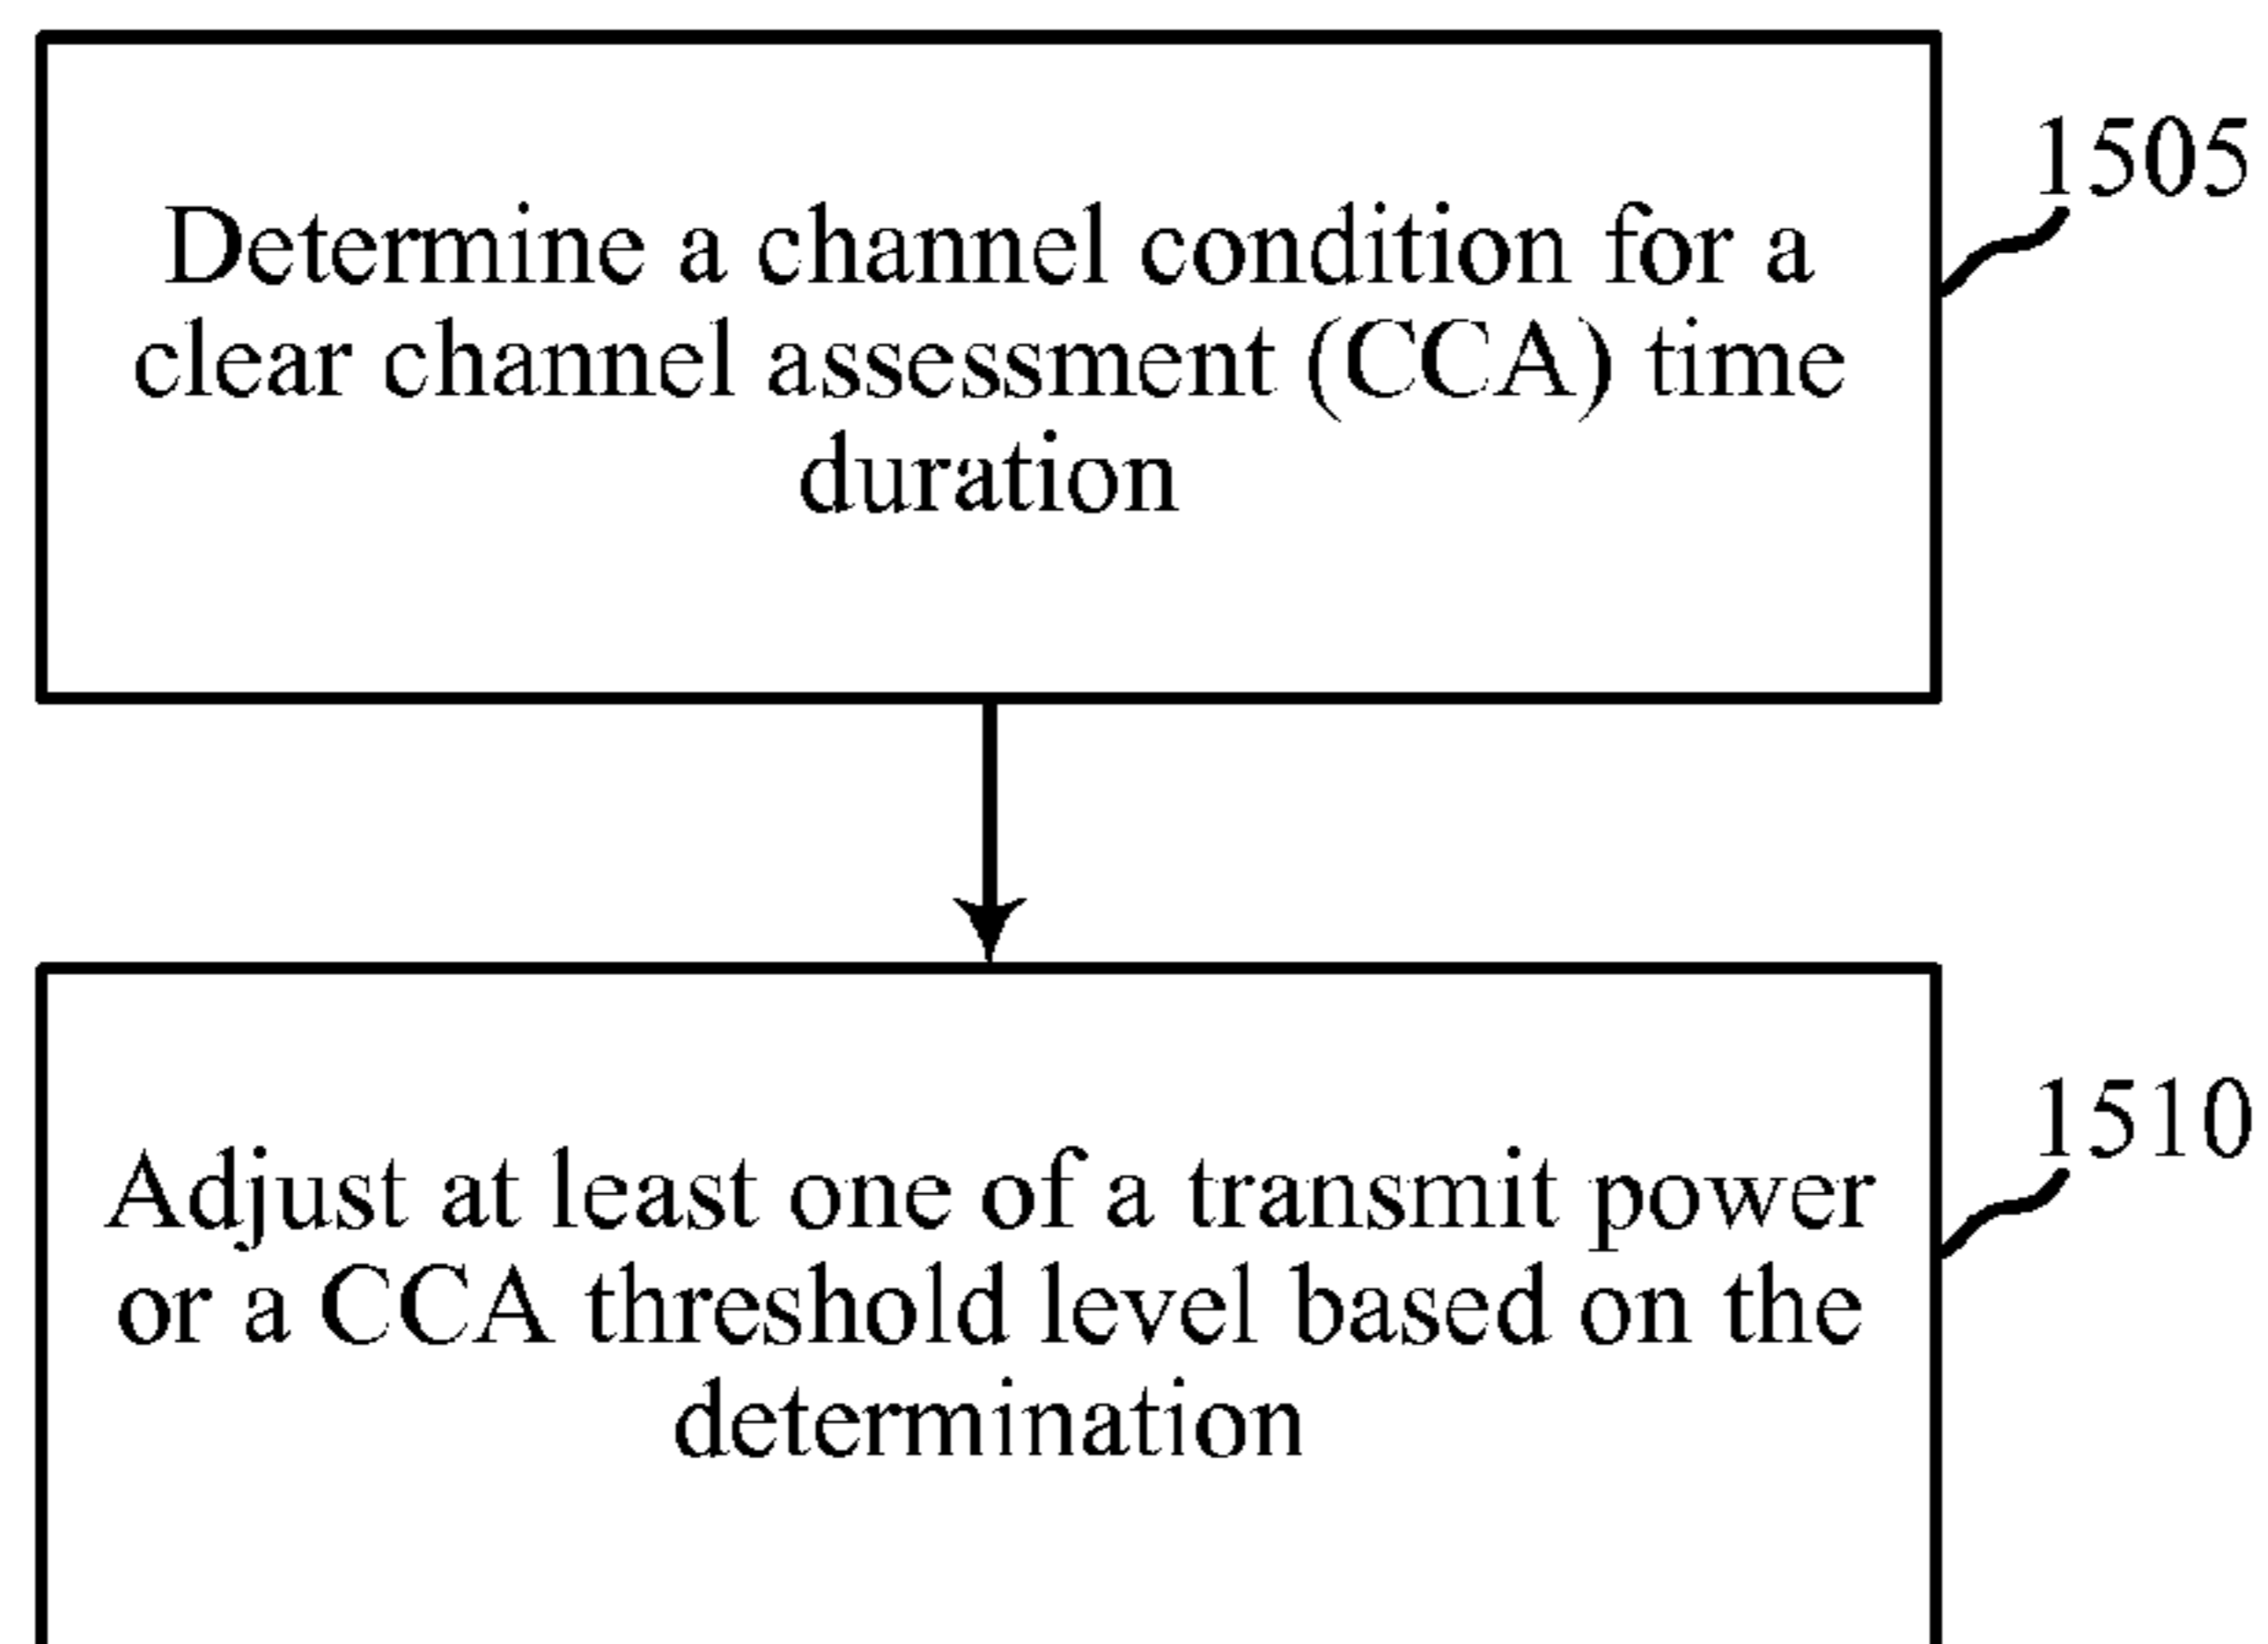 1505
Determine a channel condition for a
clear channel assessment (CCA) time
duration
1510
Adjust at least one of a transmit power
or a CCA threshold level based on the
determination